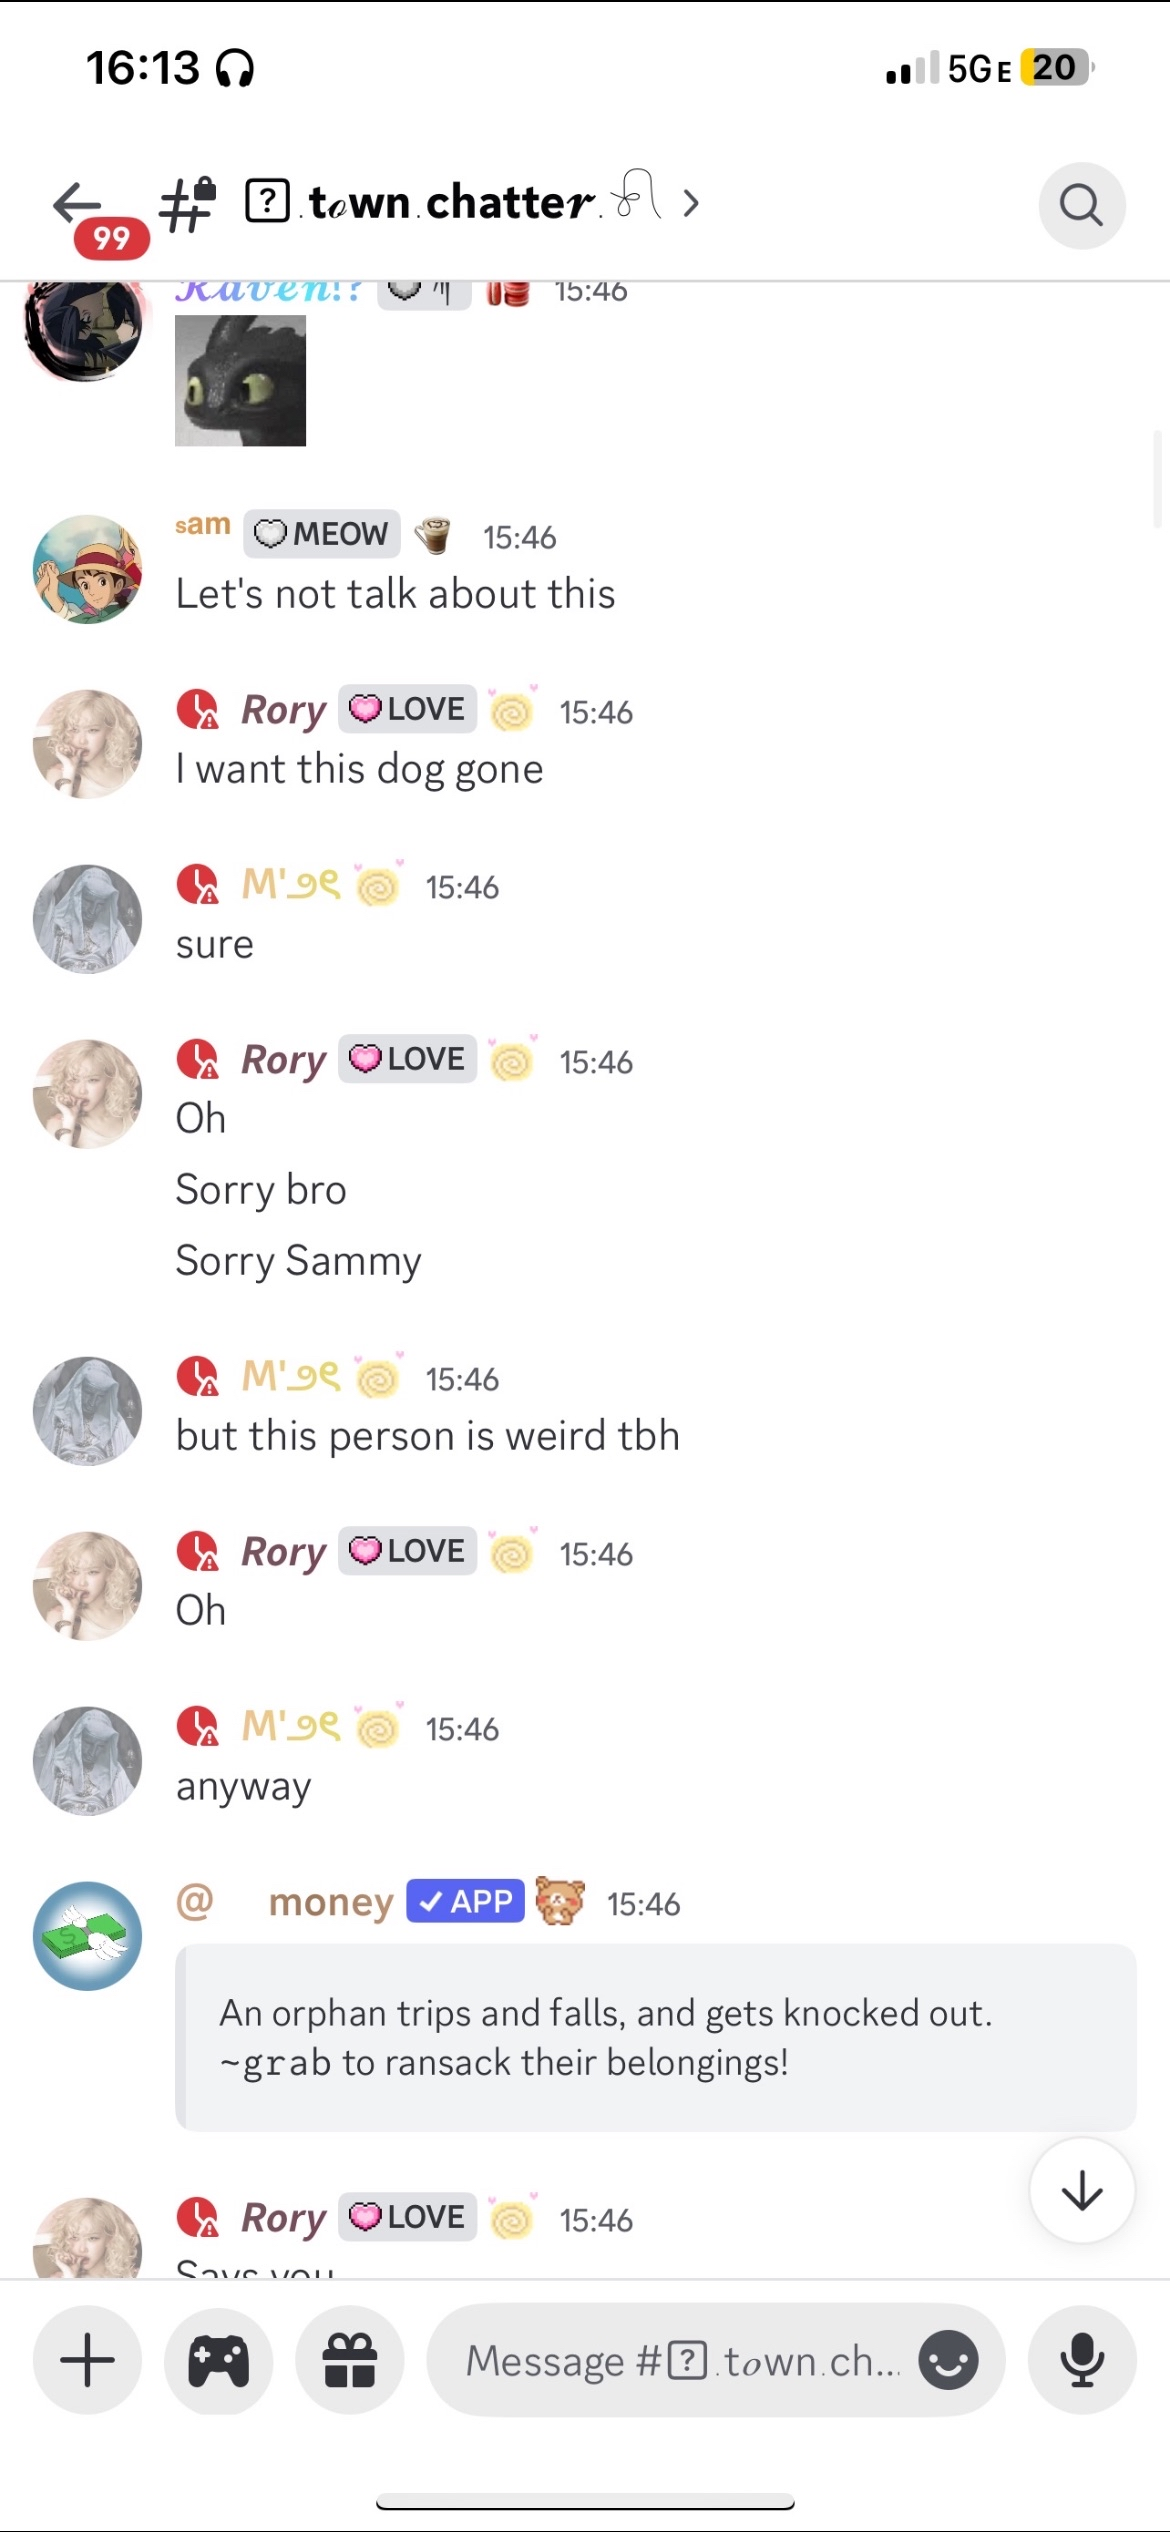 16:13
5GE 20
99
? .town.chatter.
Raven!? 15:46
sam MEOW 15:46
Let's not talk about this
Rory LOVE 15:46
I want this dog gone
M'౨ৎ 15:46
sure
Rory LOVE 15:46
Oh
Sorry bro
Sorry Sammy
M'౨ৎ 15:46
but this person is weird tbh
Rory LOVE 15:46
Oh
M'౨ৎ 15:46
anyway
@ money ✓ APP 15:46
An orphan trips and falls, and gets knocked out.
~grab to ransack their belongings!
Rory LOVE 15:46
Says you
Message #? .town.ch...